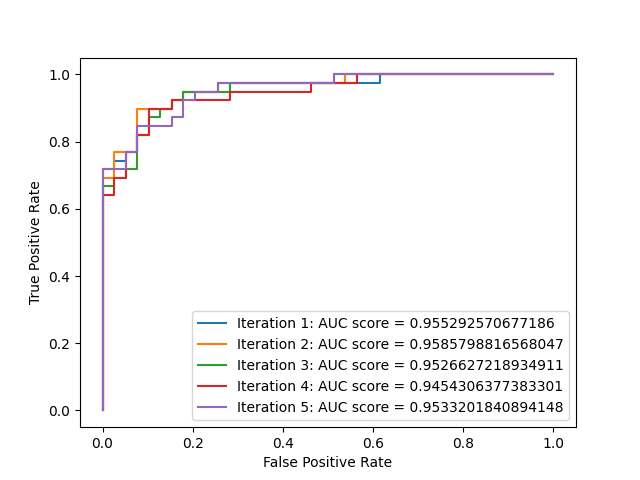 1.0
0.8
0.6
0.4
0.2
0.0
True Positive Rate
Iteration 1: AUC score = 0.955292570677186
Iteration 2: AUC score = 0.9585798816568047
Iteration 3: AUC score = 0.9526627218934911
Iteration 4: AUC score = 0.9454306377383301
Iteration 5: AUC score = 0.9533201840894148
0.0 0.2 0.4 0.6 0.8 1.0
False Positive Rate